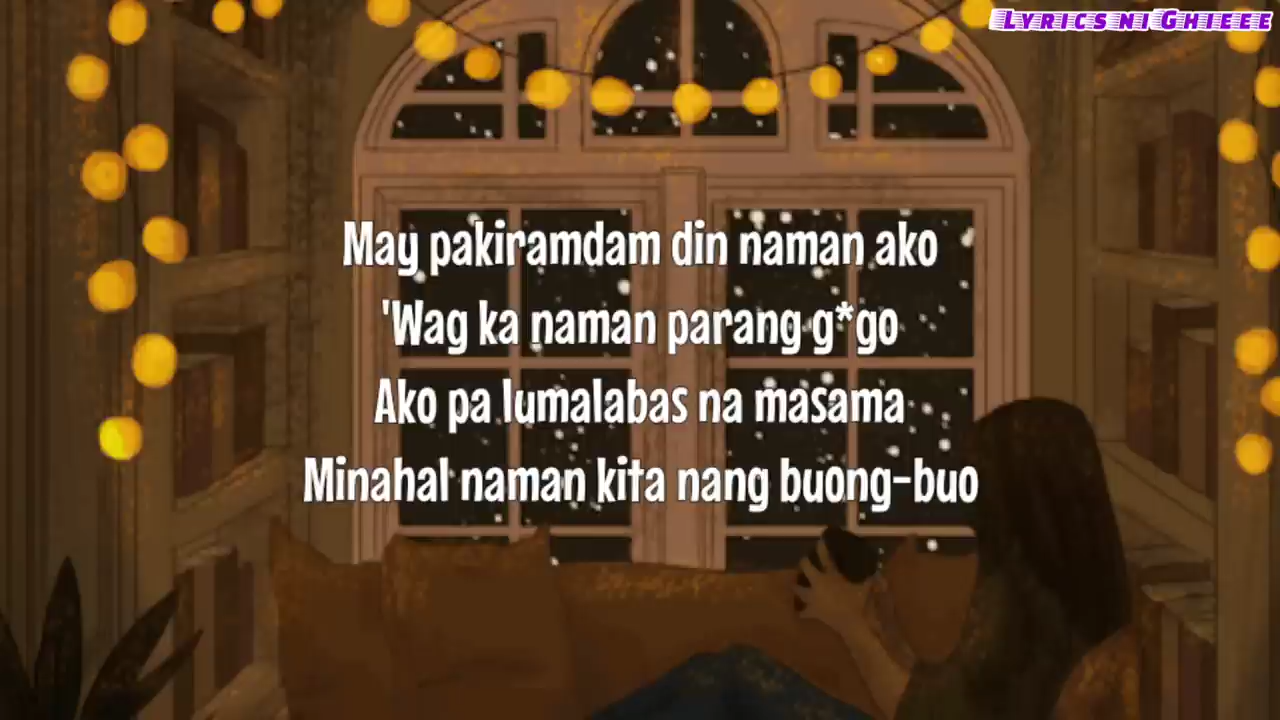 Lyrics ni Ghieee
May pakiramdam din naman ako
'Wag ka naman parang g*go
Ako pa lumalabas na masama
Minahal naman kita nang buong-buo